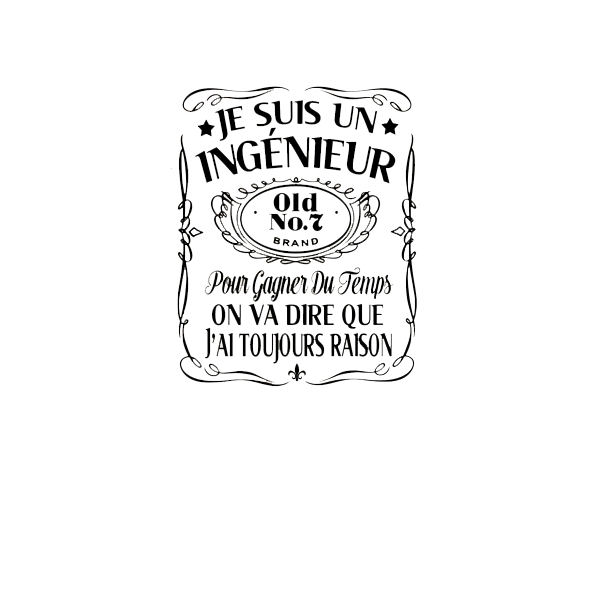 JE SUIS UN
INGÉNIEUR
Old
No.7
BRAND
Pour Gagner Du Temps
ON VA DIRE QUE
J'AI TOUJOURS RAISON